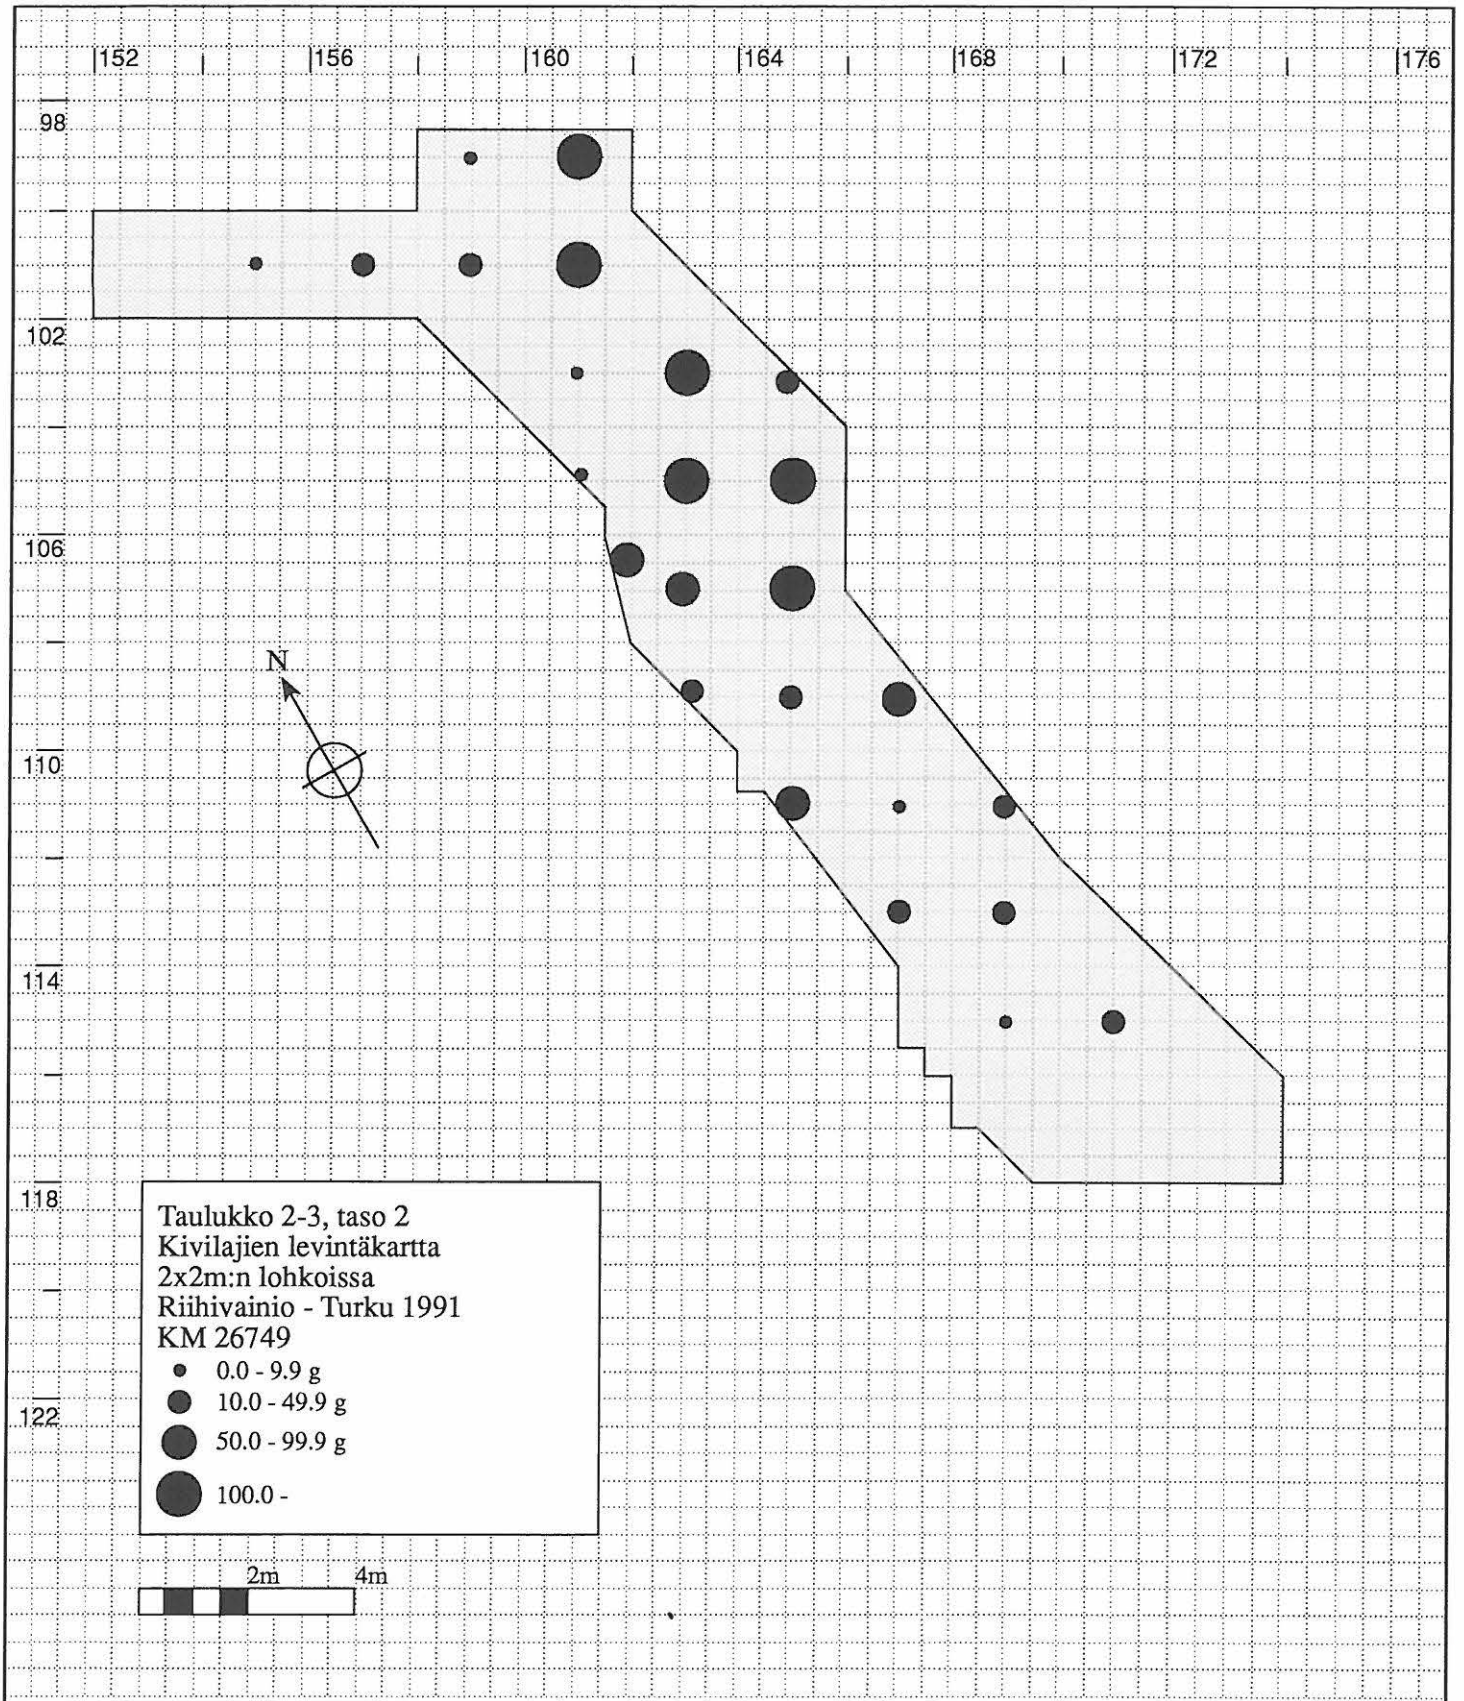 152 156 160 164 168 172 176
98
102
106
N
110
114
118
Taulukko 2-3, taso 2
Kivilajien levintäkartta
2x2m:n lohkoissa
Riihivainio - Turku 1991
KM 26749
0.0 - 9.9 g
10.0 - 49.9 g
122
50.0 - 99.9 g
100.0 -
2m 4m